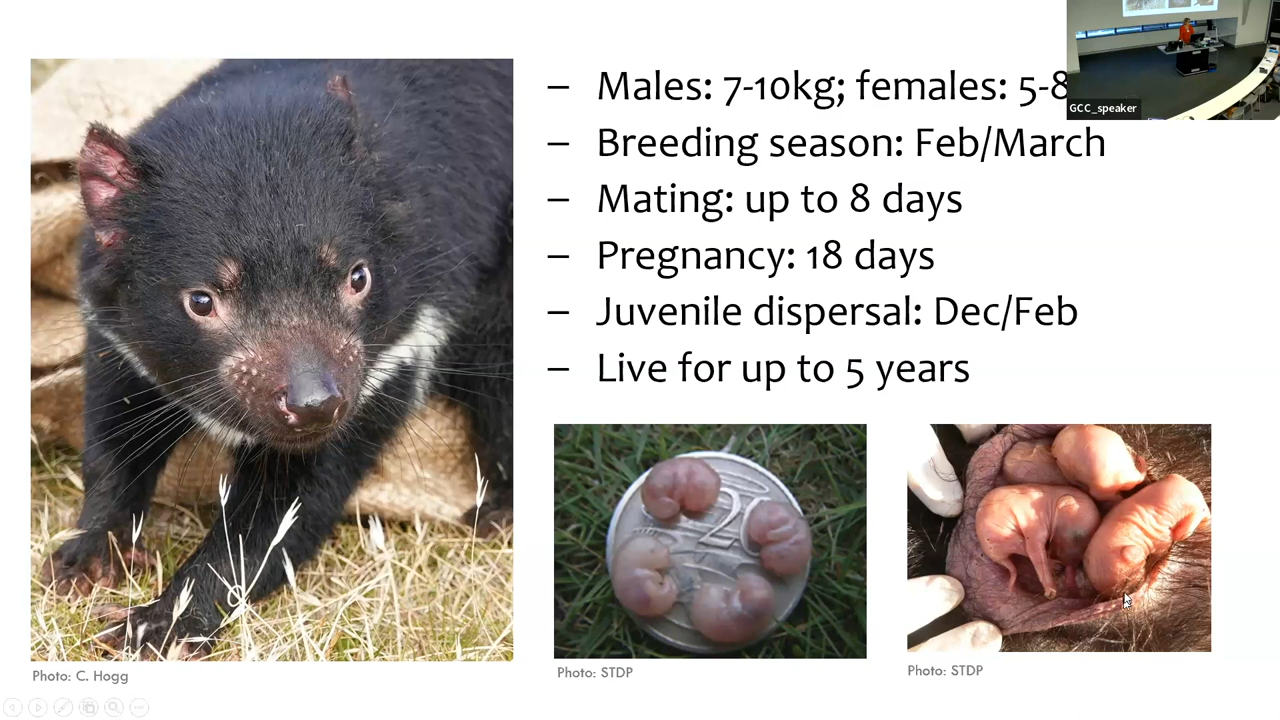 – Males: 7-10kg; females: 5-8
– Breeding season: Feb/March
– Mating: up to 8 days
– Pregnancy: 18 days
– Juvenile dispersal: Dec/Feb
– Live for up to 5 years
GCC_speaker
20
Photo: C. Hogg
Photo: STDP
Photo: STDP